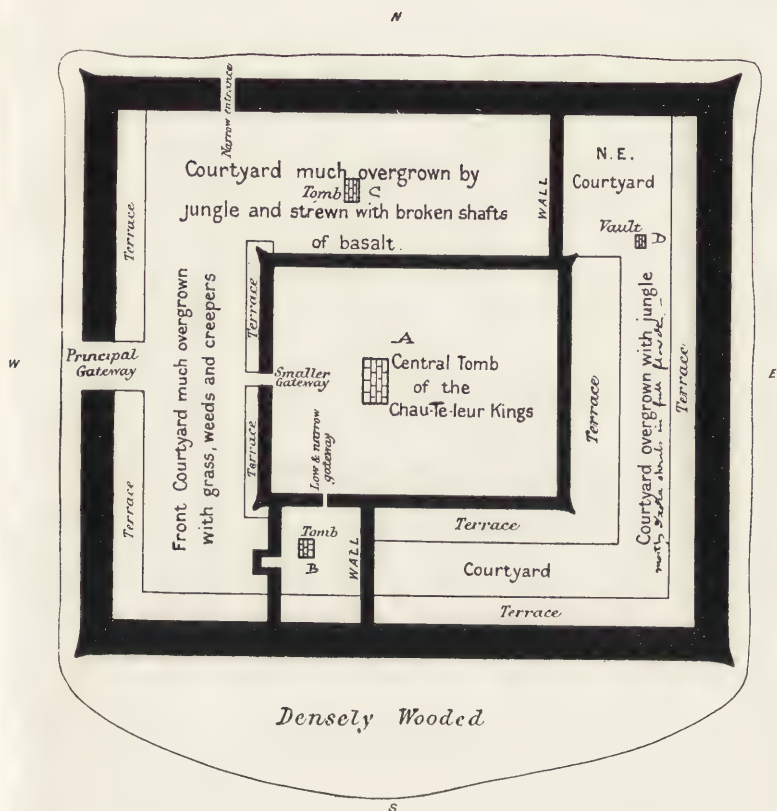 N
Narrow entrance
Courtyard much overgrown by
Tomb C
jungle and strewn with broken shafts
of basalt.
N.E.
Courtyard
WALL
Vault
D
Terrace
Terrace
A
Central Tomb
of the
Chau-Te-leur Kings
W
Principal
Gateway
Smaller
Gateway
Front Courtyard much overgrown
with grass, weeds and creepers
Terrace
Terrace
Low & narrow
gateway
Terrace
Courtyard overgrown with jungle
in full
Terrace
E
Terrace
Tomb
B
WALL
Terrace
Courtyard
Terrace
Densely Wooded
S